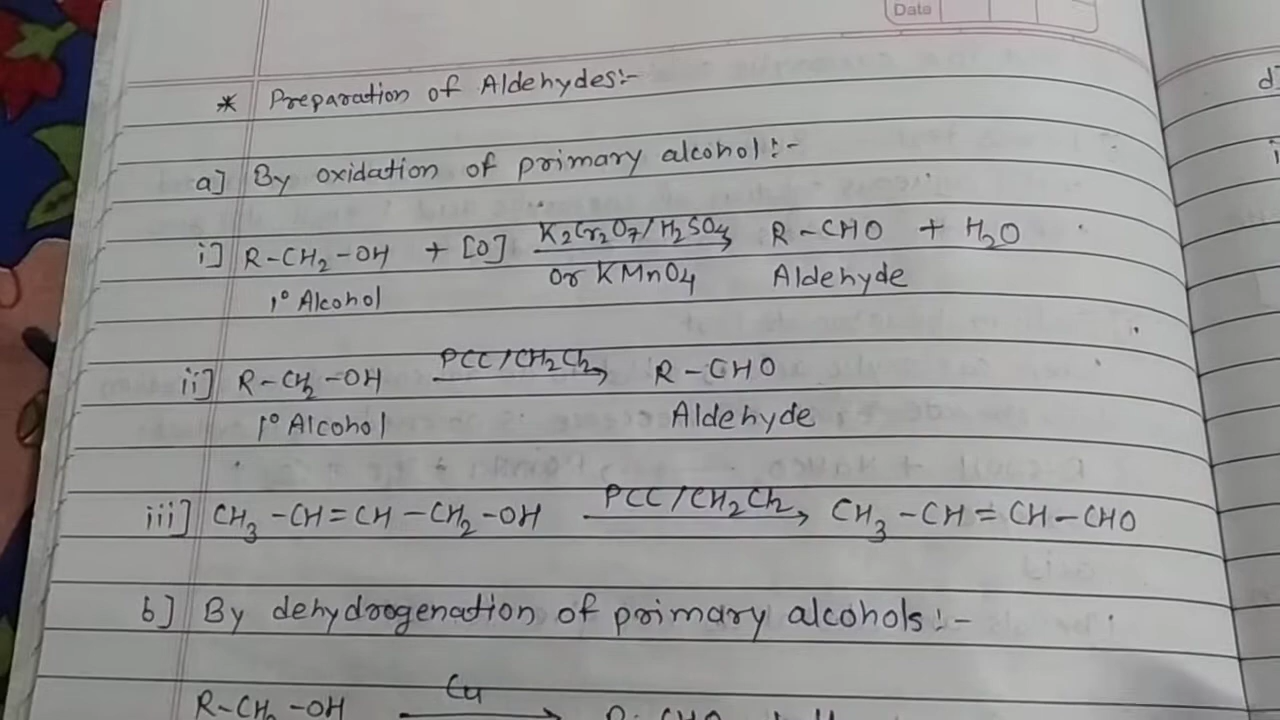 Data
* Preparation of Aldehydes:-
a] By oxidation of primary alcohol:-
i] R-CH₂-OH + [O] K₂Cr₂O₇/H₂SO₄ → R-CHO + H₂O
or KMnO₄
1° Alcohol Aldehyde
ii] R-CH₂-OH PCC/CH₂Cl₂ → R-CHO
1° Alcohol Aldehyde
iii] CH₃-CH=CH-CH₂-OH PCC/CH₂Cl₂ → CH₃-CH=CH-CHO
b] By dehydrogenation of primary alcohols:-
R-CH₂-OH Cu → R-CHO +